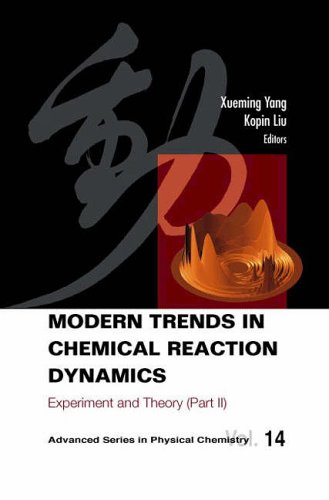 動
Xueming Yang
Kopin Liu
Editors
MODERN TRENDS IN
CHEMICAL REACTION
DYNAMICS
Experiment and Theory (Part II)
Advanced Series in Physical Chemistry Vol. 14